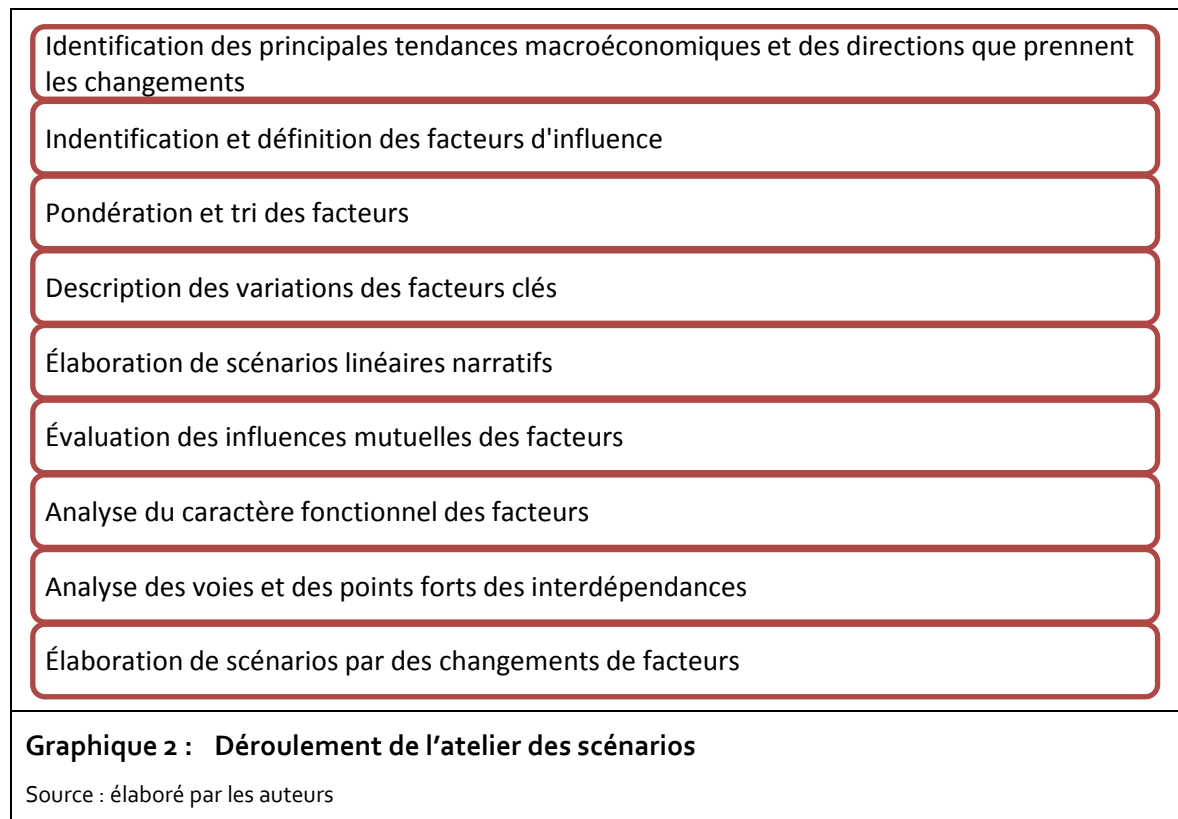 Identification des principales tendances macroéconomiques et des directions que prennent
les changements
Indentification et définition des facteurs d'influence
Pondération et tri des facteurs
Description des variations des facteurs clés
Élaboration de scénarios linéaires narratifs
Évaluation des influences mutuelles des facteurs
Analyse du caractère fonctionnel des facteurs
Analyse des voies et des points forts des interdépendances
Élaboration de scénarios par des changements de facteurs
Graphique 2 : Déroulement de l’atelier des scénarios
Source : élaboré par les auteurs